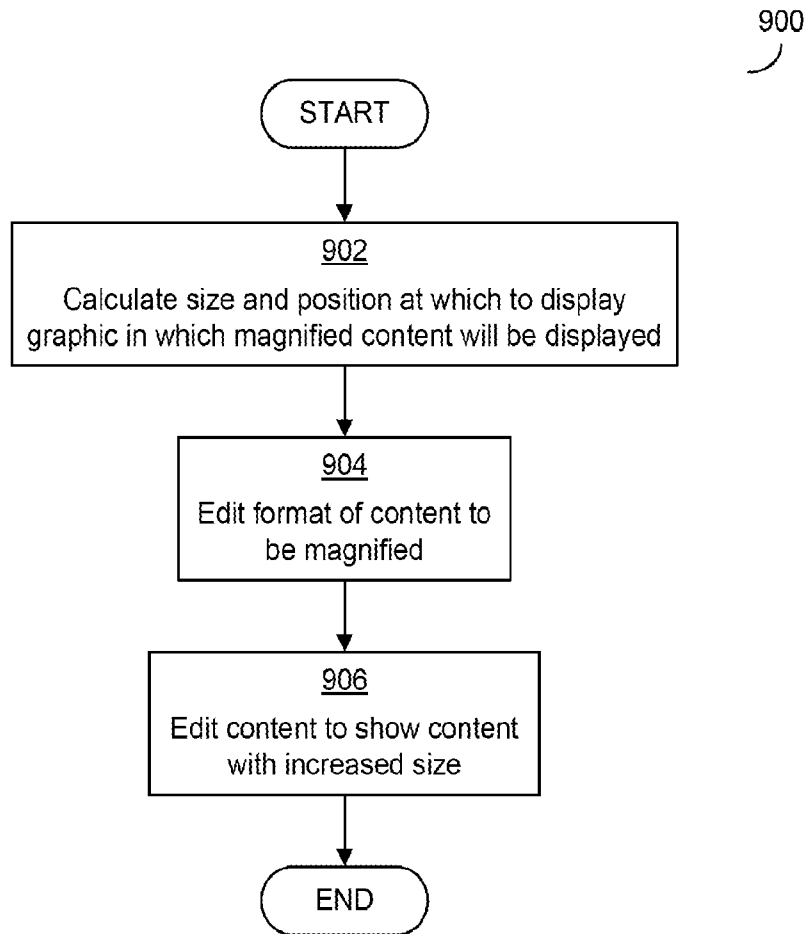 900
START
902
Calculate size and position at which to display
graphic in which magnified content will be displayed
904
Edit format of content to
be magnified
906
Edit content to show content
with increased size
END